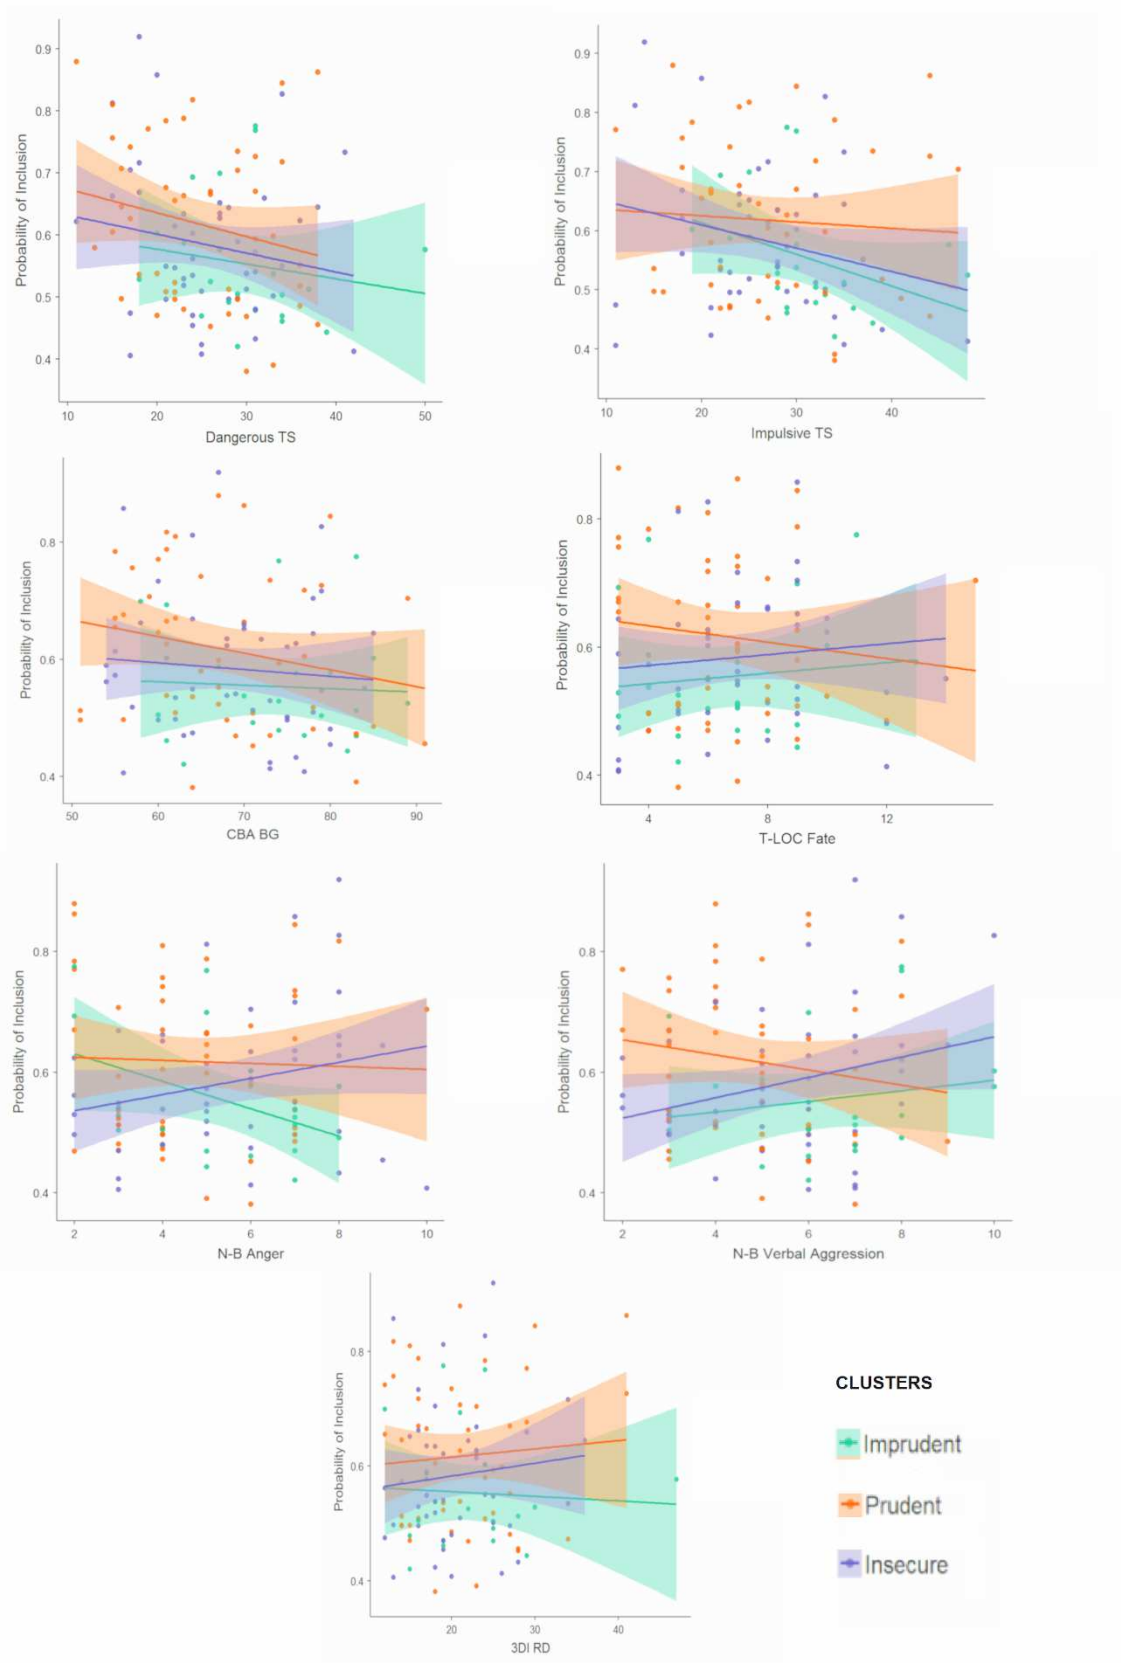 Probability of Inclusion
0.9
0.8
0.7
0.6
0.5
0.4
10 20 30 40 50
Dangerous TS
Probability of Inclusion
0.9
0.8
0.7
0.6
0.5
0.4
10 20 30 40
Impulsive TS
Probability of Inclusion
0.8
0.6
0.4
50 60 70 80 90
CBA BG
Probability of Inclusion
0.8
0.6
0.4
4 8 12
T-LOC Fate
Probability of Inclusion
0.8
0.6
0.4
2 4 6 8 10
N-B Anger
Probability of Inclusion
0.8
0.6
0.4
2 4 6 8 10
N-B Verbal Aggression
Probability of Inclusion
0.8
0.6
0.4
20 30 40
3DI RD
CLUSTERS
Imprudent
Prudent
Insecure